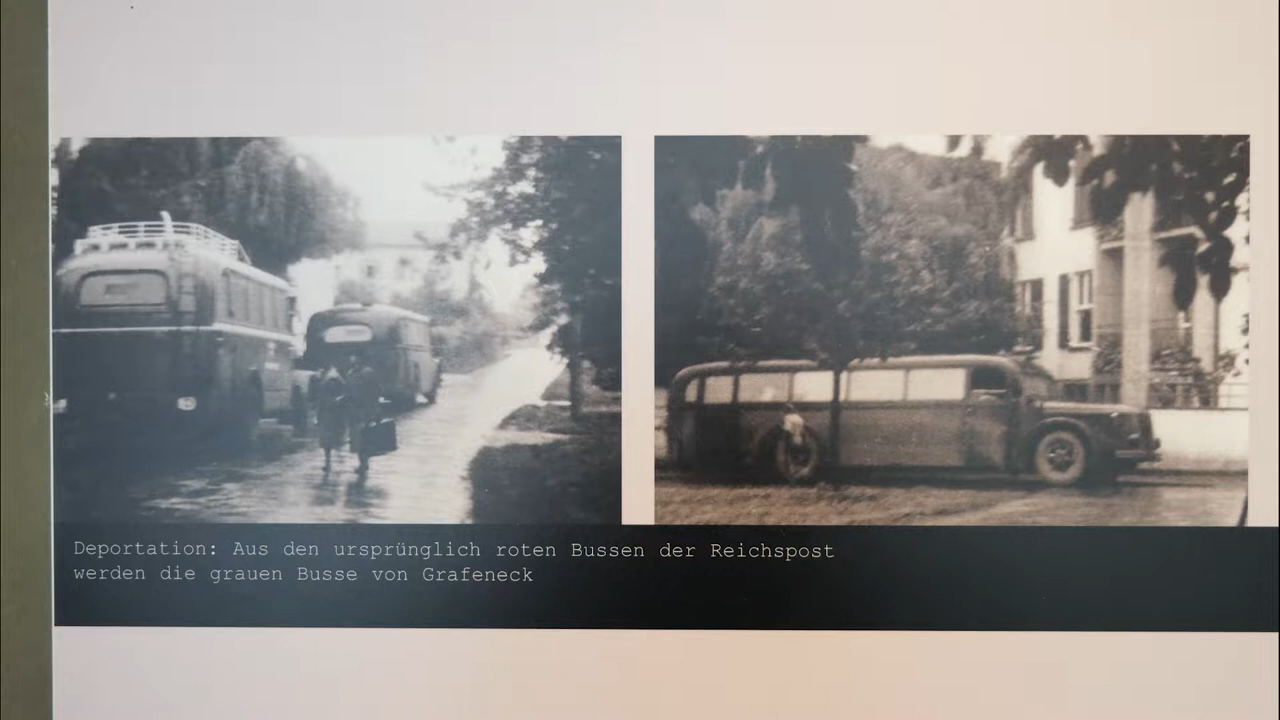 Deportation: Aus den ursprünglich roten Bussen der Reichspost
werden die grauen Busse von Grafeneck